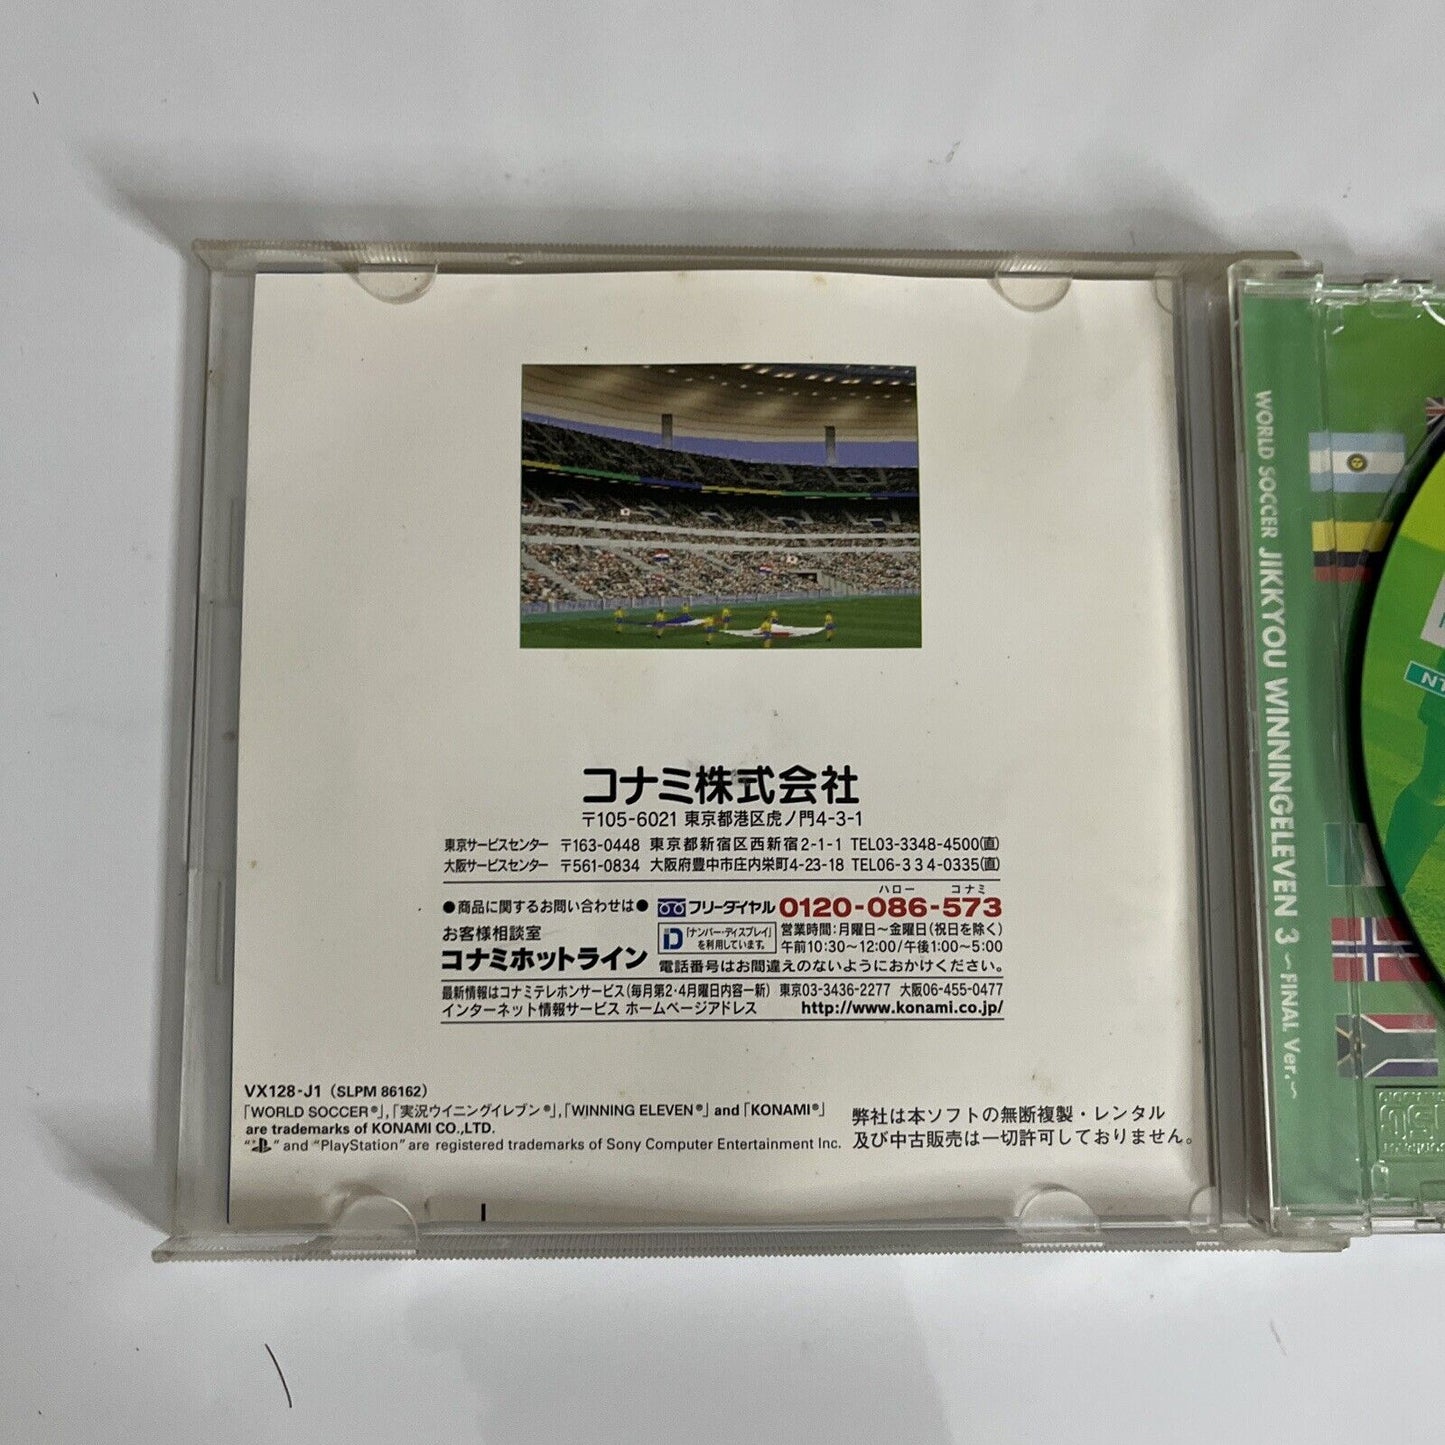 コナミ株式会社
〒105-6021 東京都港区虎ノ門4-3-1
東京サービスセンター 〒163-0448 東京都新宿区西新宿2-1-1 TEL03-3348-4500(直)
大阪サービスセンター 〒561-0834 大阪府豊中市庄内栄町4-23-18 TEL06-334-0335(直)
●商品に関するお問い合わせは●
お客様相談室
コナミホットライン
ハロー コナミ
フリーダイヤル 0120-086-573
D 「ナンバー・ディスプレイ」を利用しています。
営業時間:月曜日〜金曜日(祝日を除く)
午前10:30〜12:00/午後1:00〜5:00
電話番号はお間違えのないようにおかけください。
最新情報はコナミテレホンサービス(毎月第2・4月曜日内容一新) 東京03-3436-2277 大阪06-455-0477
インターネット情報サービス ホームページアドレス http://www.konami.co.jp/
VX128-J1 (SLPM 86162)
「WORLD SOCCER®」,「実況ウイニングイレブン®」,「WINNING ELEVEN®」 and 「KONAMI®」
are trademarks of KONAMI CO.,LTD.
" " and "PlayStation" are registered trademarks of Sony Computer Entertainment Inc.
弊社は本ソフトの無断複製・レンタル
及び中古販売は一切許可しておりません。
WORLD SOCCER JIKKYOU WINNINGELEVEN 3 〜FINAL Ver.〜